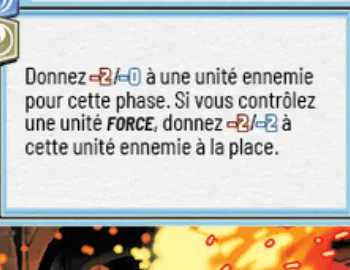 Donnez -2/-0 à une unité ennemie
pour cette phase. Si vous contrôlez
une unité FORCE, donnez -2/-2 à
cette unité ennemie à la place.